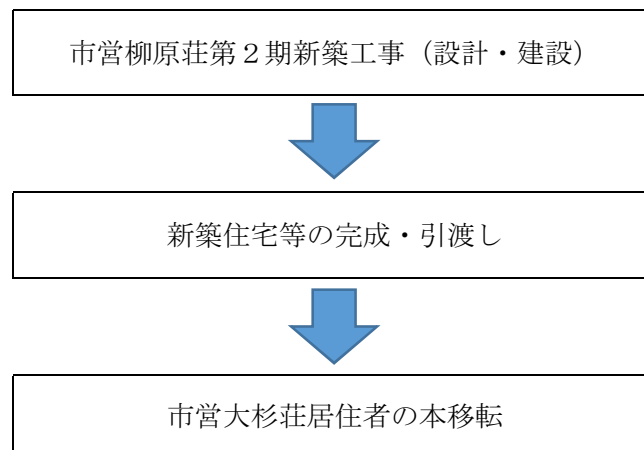 市営柳原荘第２期新築工事（設計・建設）
新築住宅等の完成・引渡し
市営大杉荘居住者の本移転